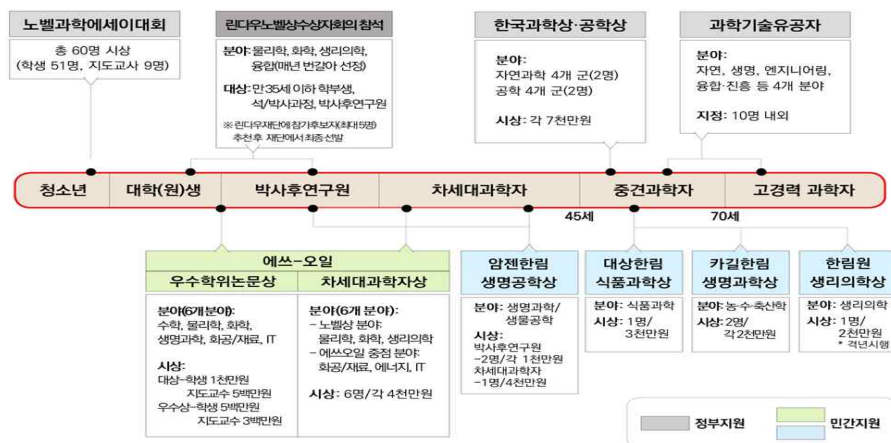 노벨과학에세이대회
총 60명 시상
(학생 51명, 지도교사 9명)
린다우노벨상수상자회의 참석
분야: 물리학, 화학, 생리의학,
융합(매년 번갈아 선정)
대상: 만 35세 이하 학부생,
석/박사과정, 박사후연구원
※ 린다우재단에 참가후보자(최대 5명)
추천 후 재단에서 최종 선발
한국과학상·공학상
분야:
자연과학 4개 군(2명)
공학 4개 군(2명)
시상: 각 7천만원
과학기술유공자
분야:
자연, 생명, 엔지니어링,
융합·진흥 등 4개 분야
지정: 10명 내외
청소년
대학(원)생
박사후연구원
차세대과학자
중견과학자
고경력 과학자
45세
70세
에쓰-오일
우수학위논문상
분야(6개 분야):
수학, 물리학, 화학,
생명과학, 화공/재료, IT
시상:
대상-학생 1천만원
지도교수 5백만원
우수상-학생 5백만원
지도교수 3백만원
차세대과학자상
분야(6개 분야):
- 노벨상 분야:
물리학, 화학, 생리의학
- 에쓰오일 중점 분야:
화공/재료, 에너지, IT
시상: 6명/각 4천만원
암젠한림
생명공학상
분야: 생명과학/
생물공학
시상:
박사후연구원
-2명/각 1천만원
차세대과학자
-1명/4천만원
대상한림
식품과학상
분야: 식품과학
시상: 1명/
3천만원
카길한림
생명과학상
분야: 농·수·축산학
시상: 2명/
각 2천만원
한림원
생리의학상
분야: 생리의학
시상: 1명/
2천만원
* 격년시행
정부지원
민간지원